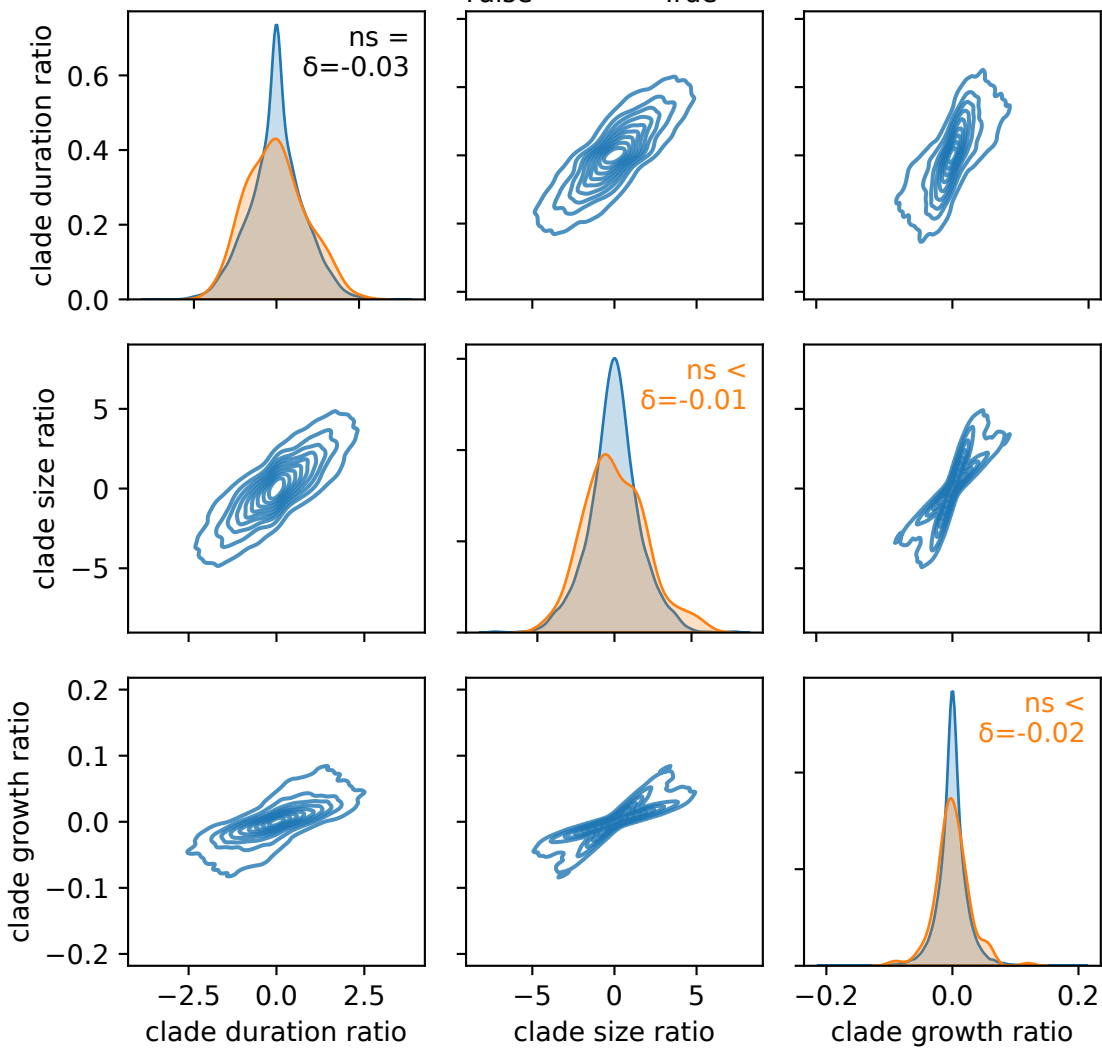 clade duration ratio
0.6
0.4
0.2
0.0
ns =
δ=-0.03
clade size ratio
5
0
−5
ns <
δ=-0.01
clade growth ratio
0.2
0.1
0.0
−0.1
−0.2
ns <
δ=-0.02
−2.5 0.0 2.5
−5 0 5
−0.2 0.0 0.2
clade duration ratio
clade size ratio
clade growth ratio